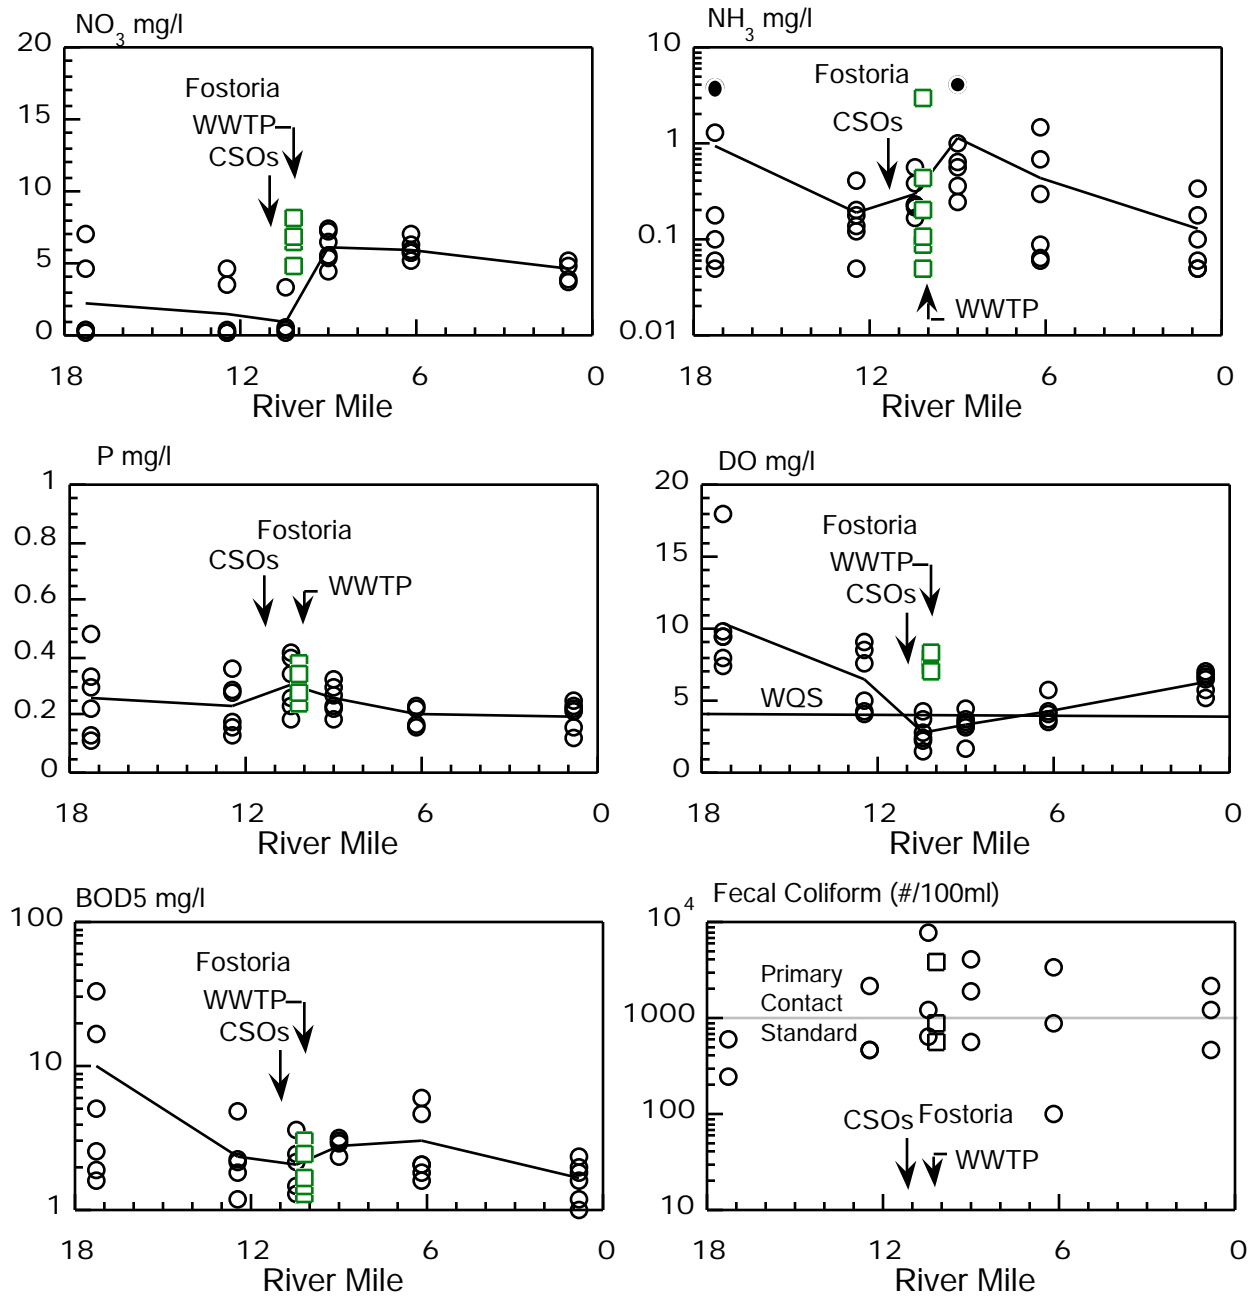 NO3 mg/l
20
15
10
5
0
Fostoria
WWTP
CSOs
18
12
6
0
River Mile
NH3 mg/l
10
1
0.1
0.01
Fostoria
CSOs
WWTP
18
12
6
0
River Mile
P mg/l
1
0.8
0.6
0.4
0.2
0
Fostoria
CSOs
WWTP
18
12
6
0
River Mile
DO mg/l
20
15
10
5
0
Fostoria
WWTP
CSOs
WQS
18
12
6
0
River Mile
BOD5 mg/l
100
10
1
Fostoria
WWTP
CSOs
18
12
6
0
River Mile
Fecal Coliform (#/100ml)
10^4
1000
100
10
Primary
Contact
Standard
CSOs Fostoria
WWTP
18
12
6
0
River Mile